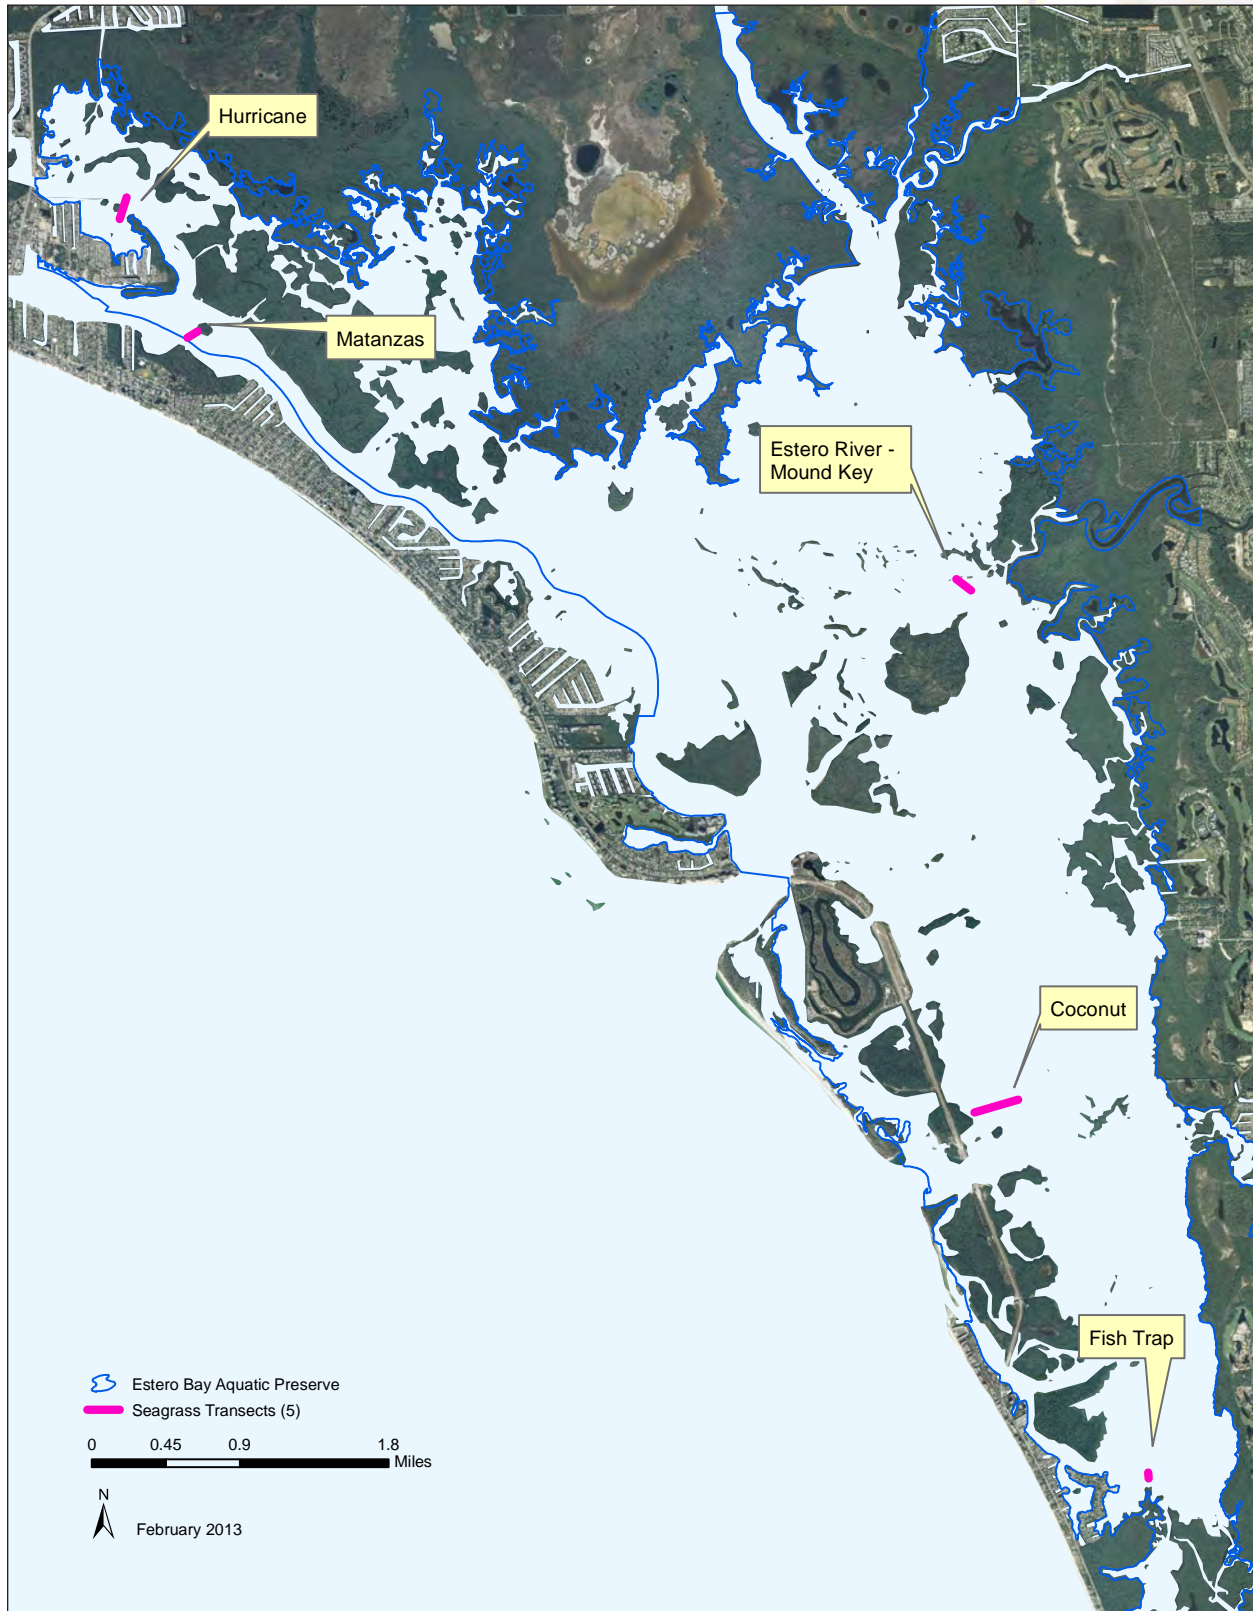 Hurricane
Matanzas
Estero River -
Mound Key
Coconut
Fish Trap
Estero Bay Aquatic Preserve
Seagrass Transects (5)
0 0.45 0.9 1.8
Miles
N
February 2013